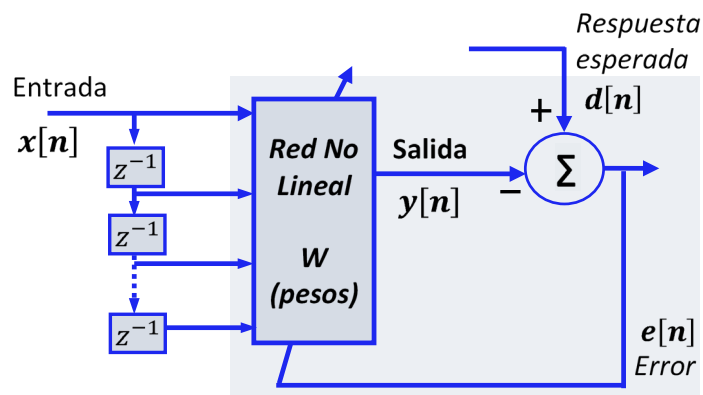 Respuesta
esperada
d[n]
Entrada
x[n]
z⁻¹
z⁻¹
z⁻¹
Red No
Lineal
W
(pesos)
Salida
y[n]
+
−
Σ
e[n]
Error